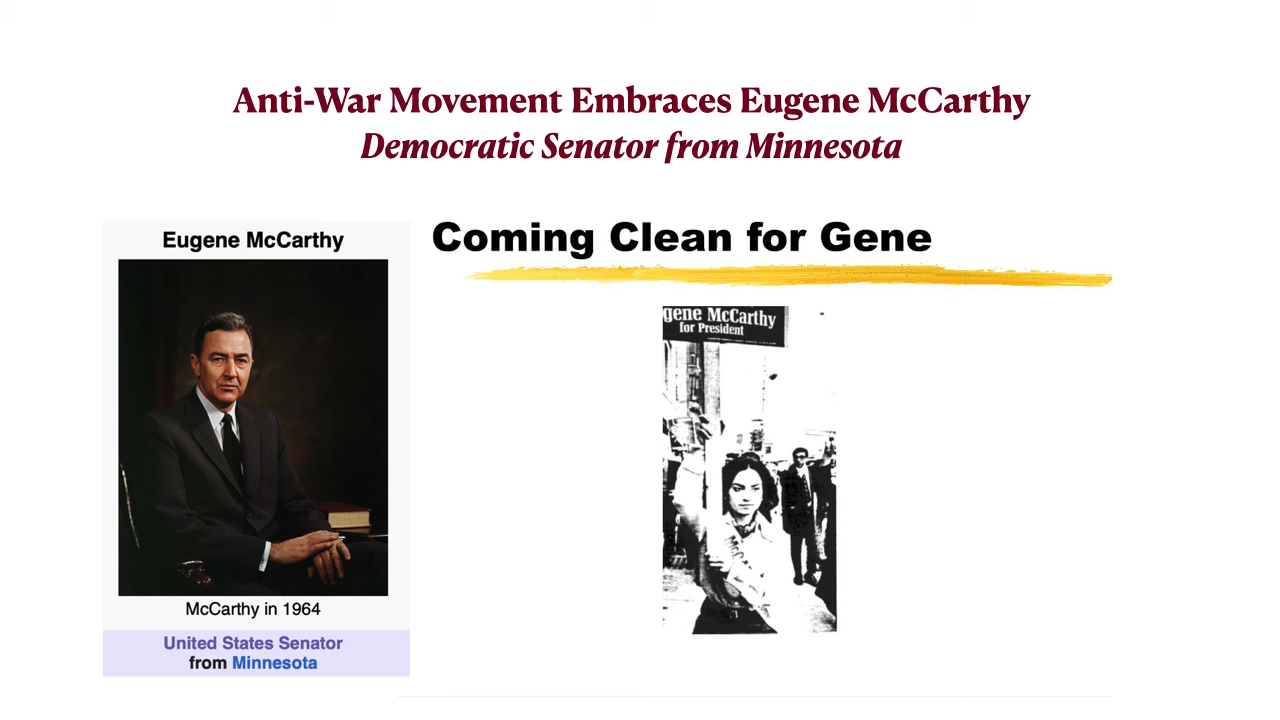 Anti-War Movement Embraces Eugene McCarthy
Democratic Senator from Minnesota
Eugene McCarthy
McCarthy in 1964
United States Senator
from Minnesota
Coming Clean for Gene
gene McCarthy
for President